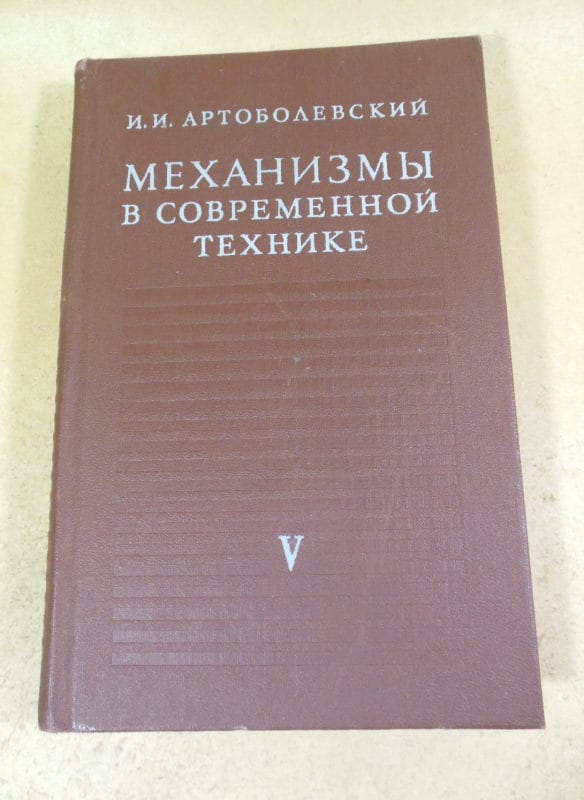 И. И. АРТОБОЛЕВСКИЙ
МЕХАНИЗМЫ
В СОВРЕМЕННОЙ
ТЕХНИКЕ
V